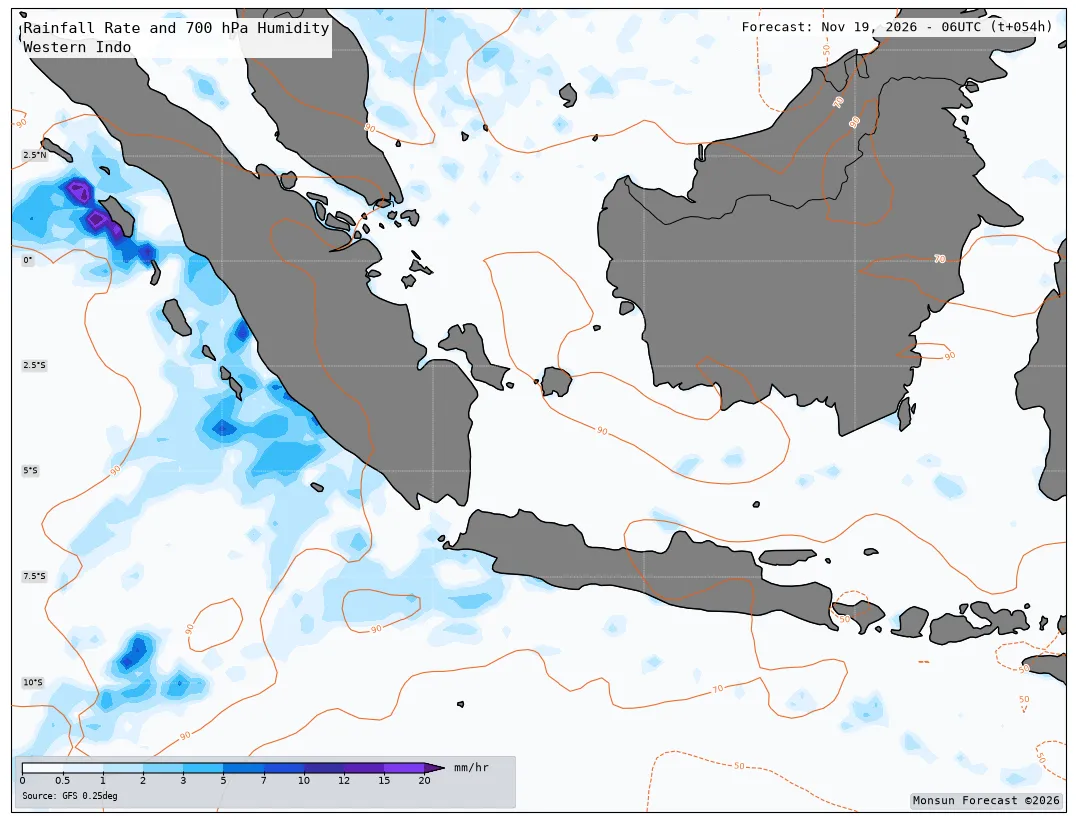 Rainfall Rate and 700 hPa Humidity
Western Indo
Forecast: Nov 19, 2026 - 06UTC (t+054h)
50
90
70
90
90
2.5°N
0°
70
90
2.5°S
90
5°S
90
7.5°S
90
90
50
50
10°S
70
50
90
50
50
mm/hr
0 0.5 1 2 3 5 7 10 12 15 20
Source: GFS 0.25deg
Monsun Forecast ©2026